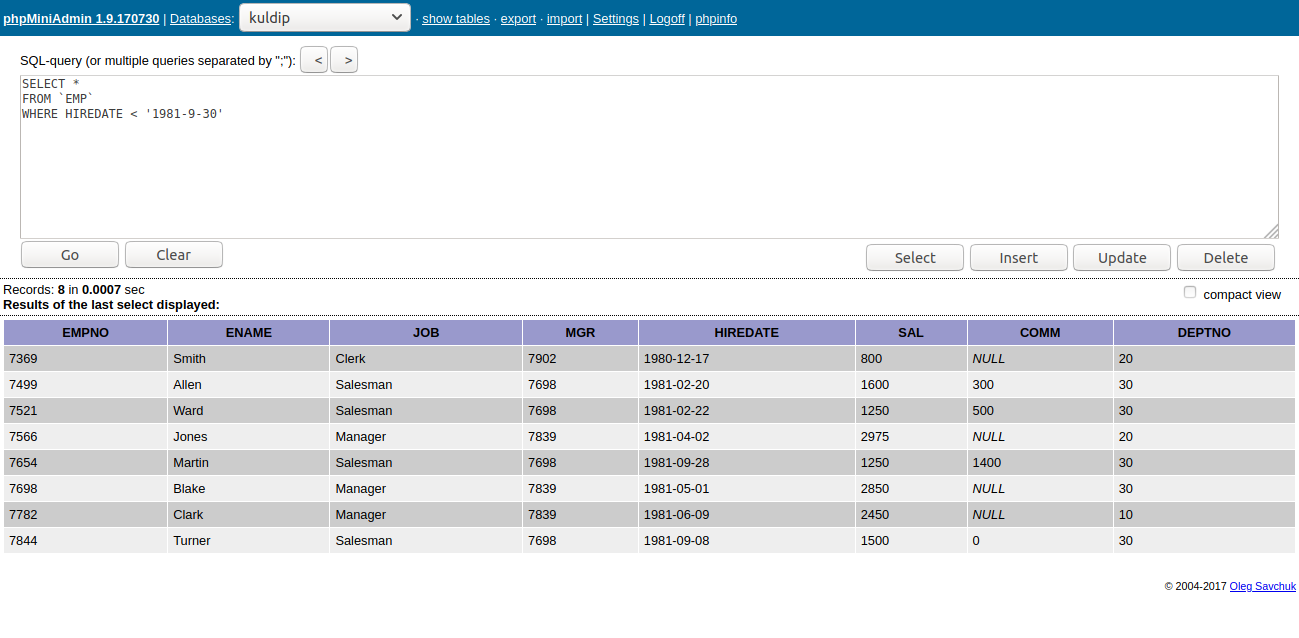 phpMiniAdmin 1.9.170730 | Databases: kuldip · show tables · export · import | Settings | Logoff | phpinfo
SQL-query (or multiple queries separated by ";"): < >
SELECT *
FROM `EMP`
WHERE HIREDATE < '1981-9-30'
Go Clear Select Insert Update Delete
Records: 8 in 0.0007 sec compact view
Results of the last select displayed:
EMPNO ENAME JOB MGR HIREDATE SAL COMM DEPTNO
7369 Smith Clerk 7902 1980-12-17 800 NULL 20
7499 Allen Salesman 7698 1981-02-20 1600 300 30
7521 Ward Salesman 7698 1981-02-22 1250 500 30
7566 Jones Manager 7839 1981-04-02 2975 NULL 20
7654 Martin Salesman 7698 1981-09-28 1250 1400 30
7698 Blake Manager 7839 1981-05-01 2850 NULL 30
7782 Clark Manager 7839 1981-06-09 2450 NULL 10
7844 Turner Salesman 7698 1981-09-08 1500 0 30
© 2004-2017 Oleg Savchuk